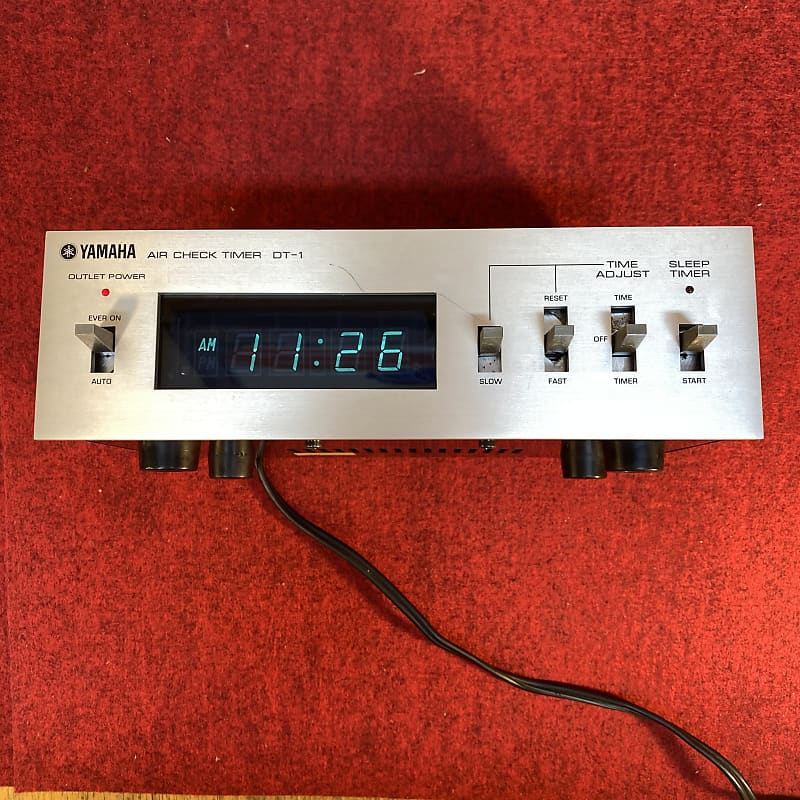 YAMAHA AIR CHECK TIMER DT-1
OUTLET POWER
EVER ON
AUTO
AM 11:26
PM
TIME
ADJUST
SLEEP
TIMER
RESET
TIME
OFF
SLOW
FAST
TIMER
START